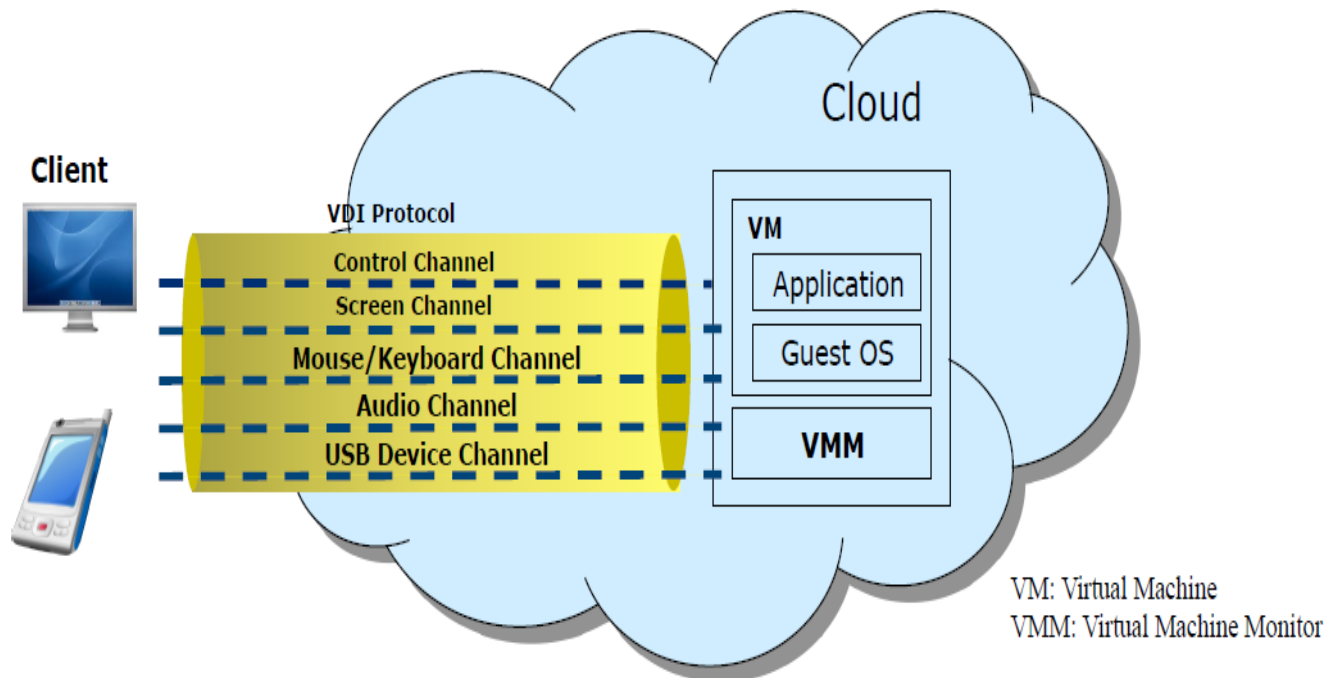 Cloud
Client
VDI Protocol
Control Channel
Screen Channel
Mouse/Keyboard Channel
Audio Channel
USB Device Channel
VM
Application
Guest OS
VMM
VM: Virtual Machine
VMM: Virtual Machine Monitor